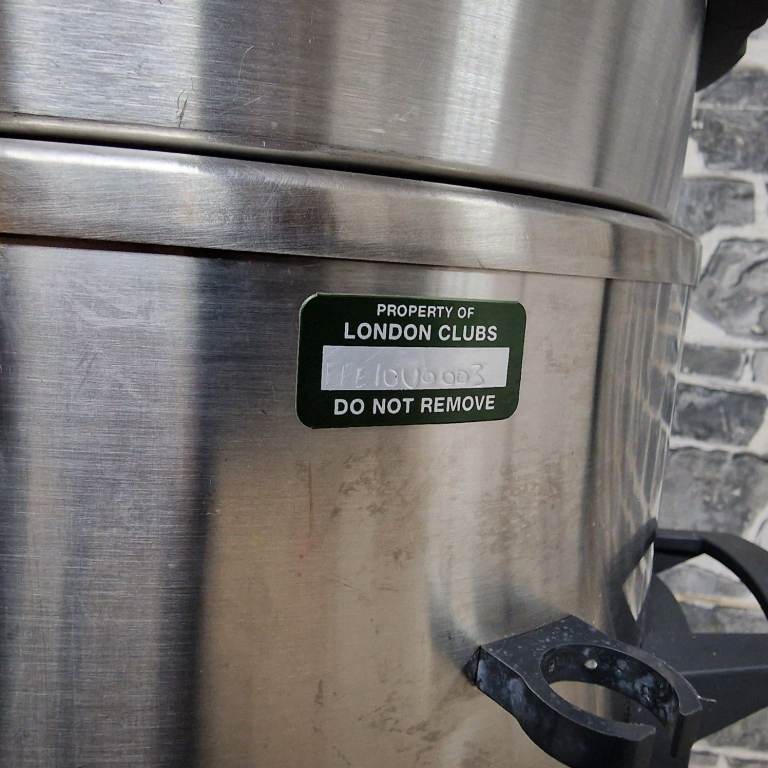 PROPERTY OF
LONDON CLUBS
DO NOT REMOVE